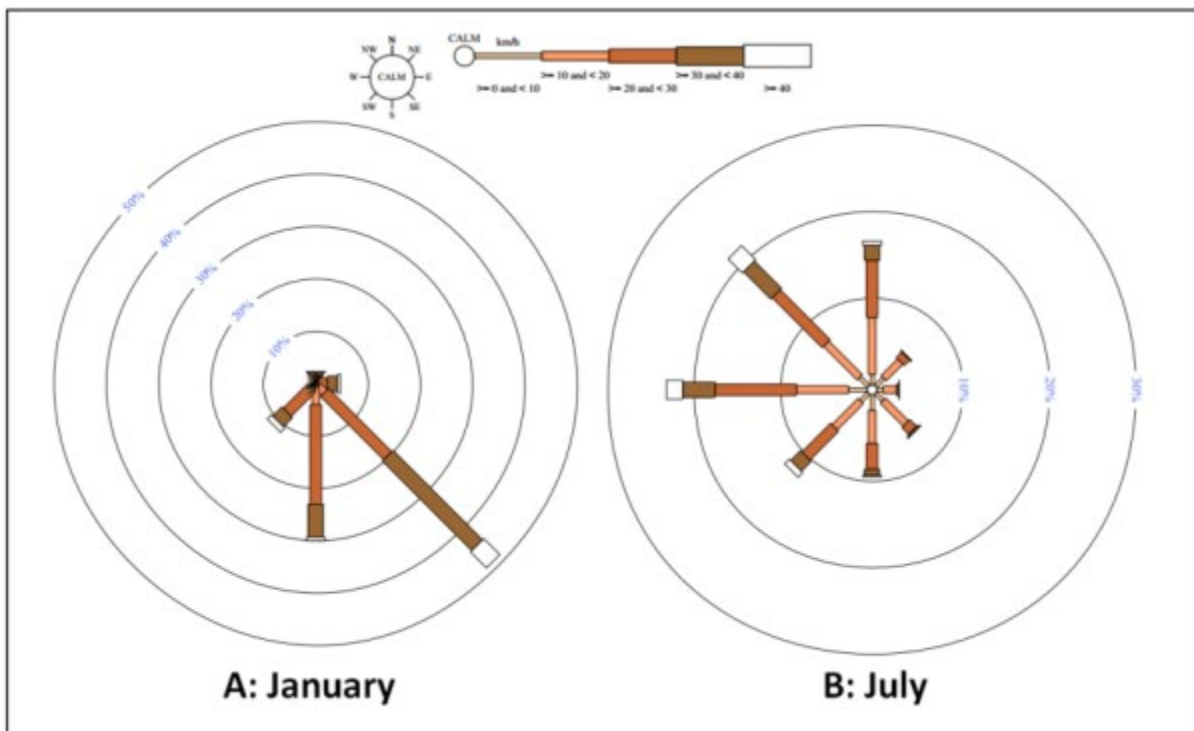 N
NW NE
W CALM E
SW SE
S
CALM km/h
>= 10 and < 20 >= 30 and < 40
>= 0 and < 10 >= 20 and < 30 >= 40
50%
40%
30%
20%
10%
10% 20% 30%
A: January B: July